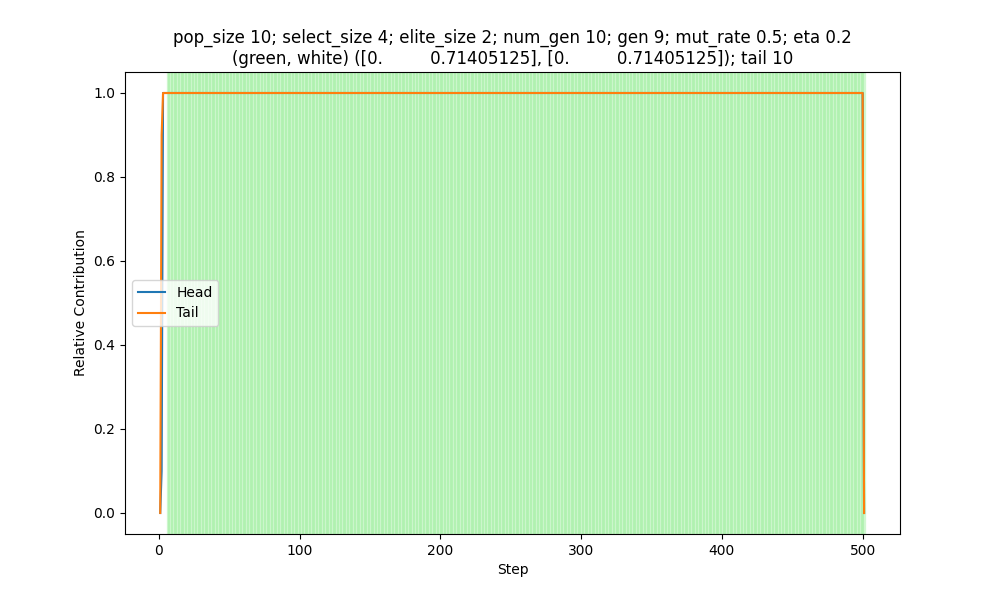 pop_size 10; select_size 4; elite_size 2; num_gen 10; gen 9; mut_rate 0.5; eta 0.2
(green, white) ([0.         0.71405125], [0.         0.71405125]); tail 10
1.0
0.8
0.6
0.4
0.2
0.0
Relative Contribution
Head
Tail
0
100
200
300
400
500
Step